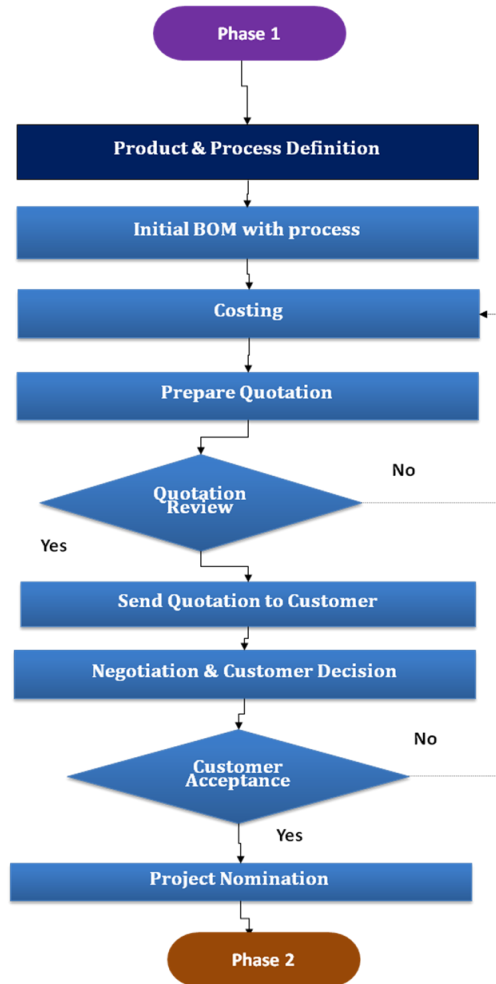 Phase 1
Product & Process Definition
Initial BOM with process
Costing
Prepare Quotation
No
Quotation
Review
Yes
Send Quotation to Customer
Negotiation & Customer Decision
No
Customer
Acceptance
Yes
Project Nomination
Phase 2